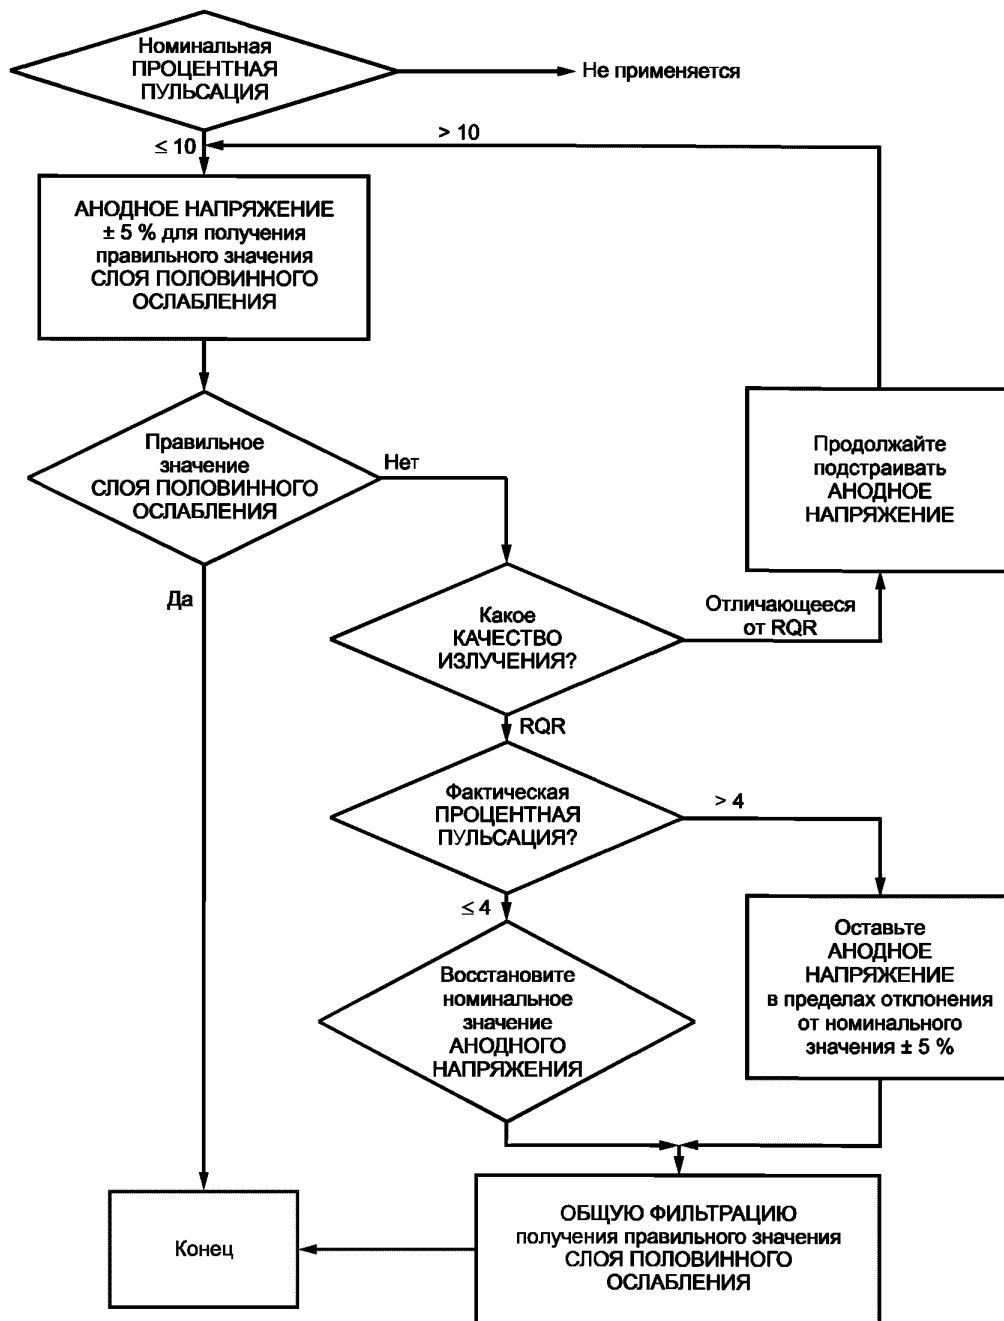 Номинальная
ПРОЦЕНТНАЯ
ПУЛЬСАЦИЯ
Не применяется
≤ 10
> 10
АНОДНОЕ НАПРЯЖЕНИЕ
± 5 % для получения
правильного значения
СЛОЯ ПОЛОВИННОГО
ОСЛАБЛЕНИЯ
Правильное
значение
СЛОЯ ПОЛОВИННОГО
ОСЛАБЛЕНИЯ
Нет
Продолжайте
подстраивать
АНОДНОЕ
НАПРЯЖЕНИЕ
Да
Какое
КАЧЕСТВО
ИЗЛУЧЕНИЯ?
Отличающееся
от RQR
RQR
Фактическая
ПРОЦЕНТНАЯ
ПУЛЬСАЦИЯ?
> 4
≤ 4
Восстановите
номинальное
значение
АНОДНОГО
НАПРЯЖЕНИЯ
Оставьте
АНОДНОЕ
НАПРЯЖЕНИЕ
в пределах отклонения
от номинального
значения ± 5 %
Конец
ОБЩУЮ ФИЛЬТРАЦИЮ
получения правильного значения
СЛОЯ ПОЛОВИННОГО
ОСЛАБЛЕНИЯ